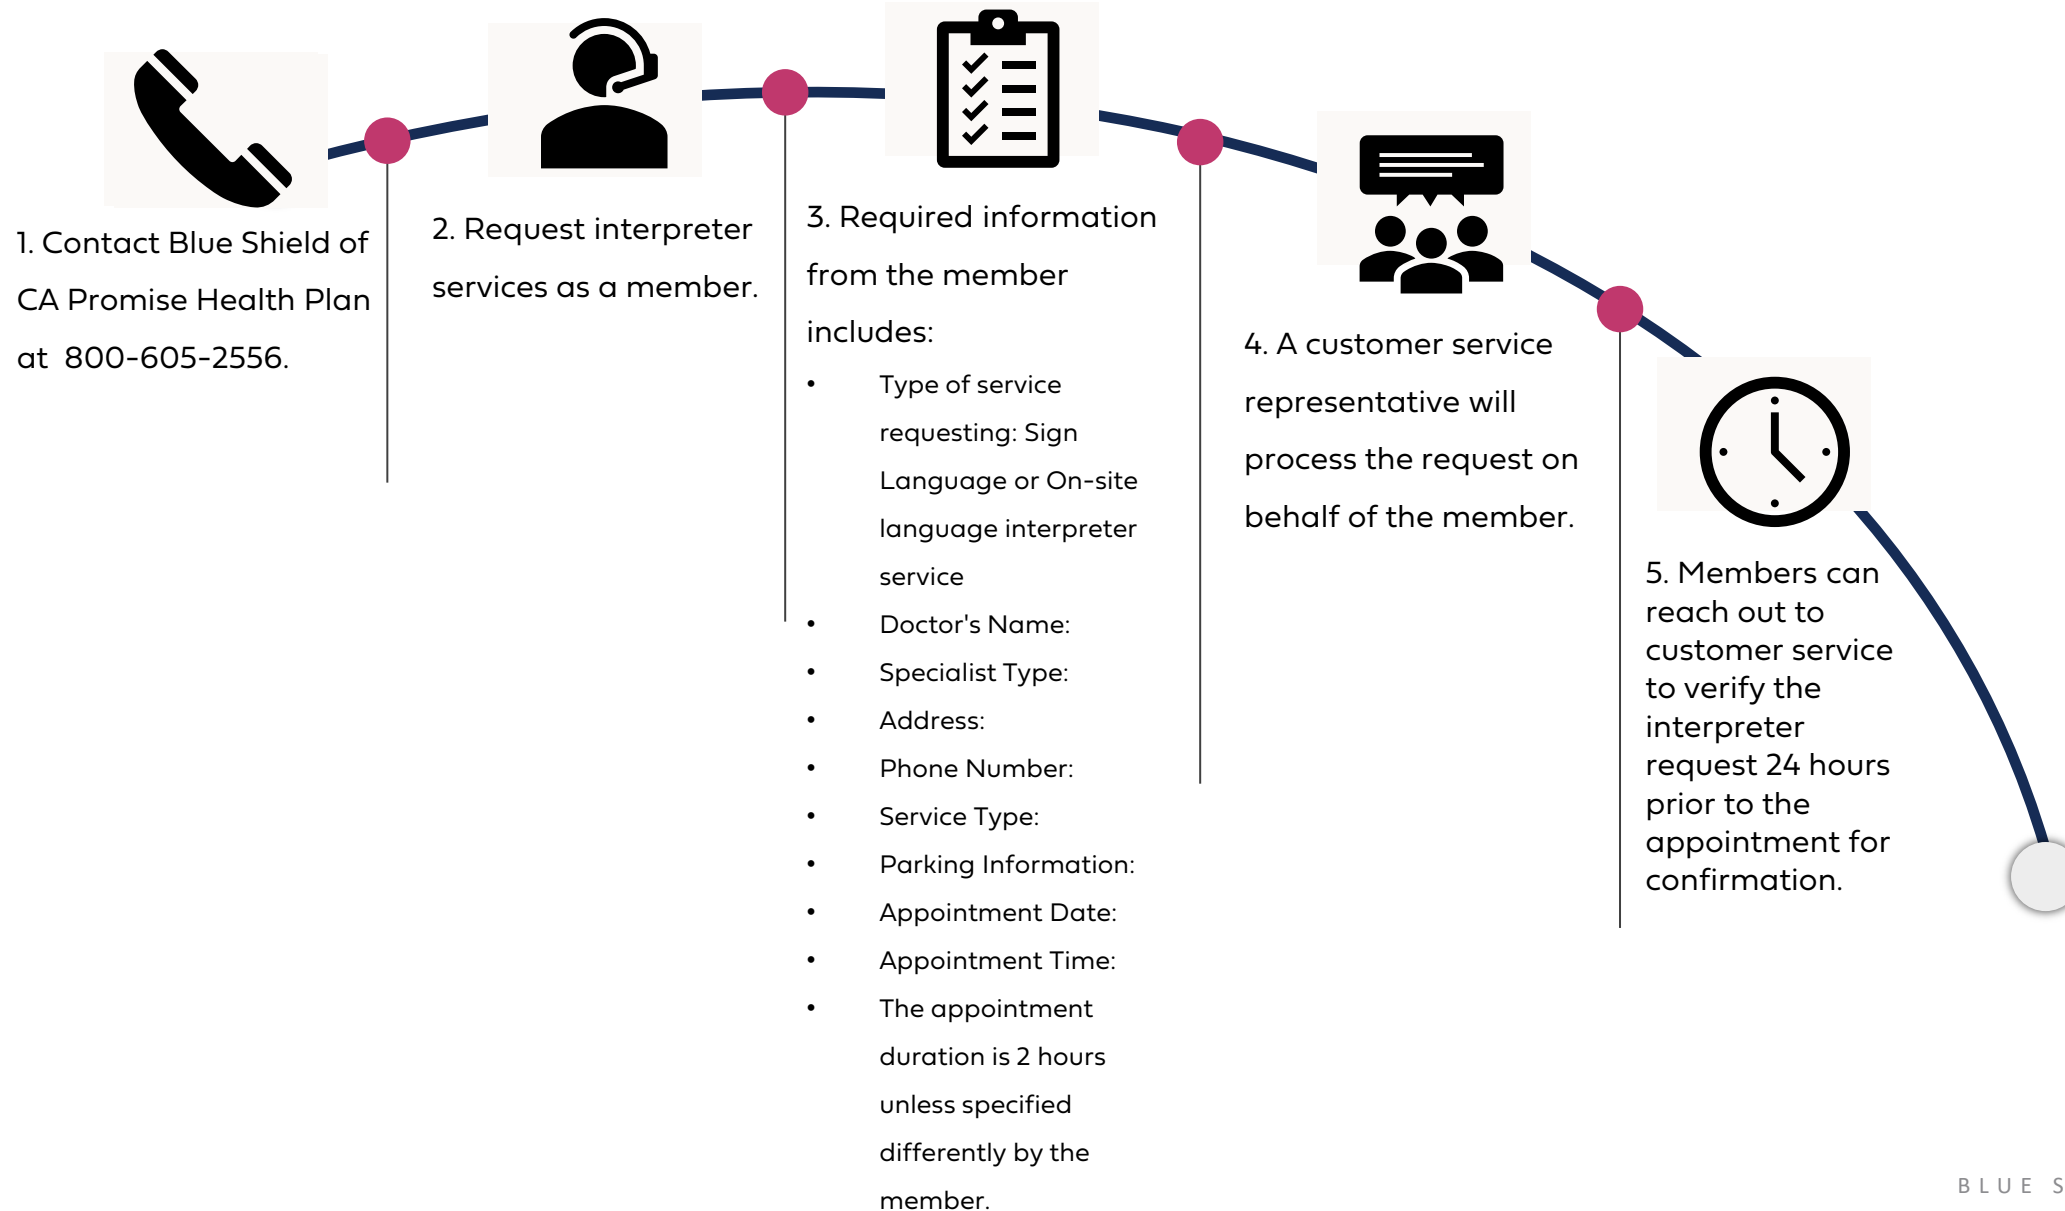 1. Contact Blue Shield of
CA Promise Health Plan
at  800-605-2556.
2. Request interpreter
services as a member.
3. Required information
from the member
includes:
• Type of service
requesting: Sign
Language or On-site
language interpreter
service
• Doctor's Name:
• Specialist Type:
• Address:
• Phone Number:
• Service Type:
• Parking Information:
• Appointment Date:
• Appointment Time:
• The appointment
duration is 2 hours
unless specified
differently by the
member.
4. A customer service
representative will
process the request on
behalf of the member.
5. Members can
reach out to
customer service
to verify the
interpreter
request 24 hours
prior to the
appointment for
confirmation.
BLUE S